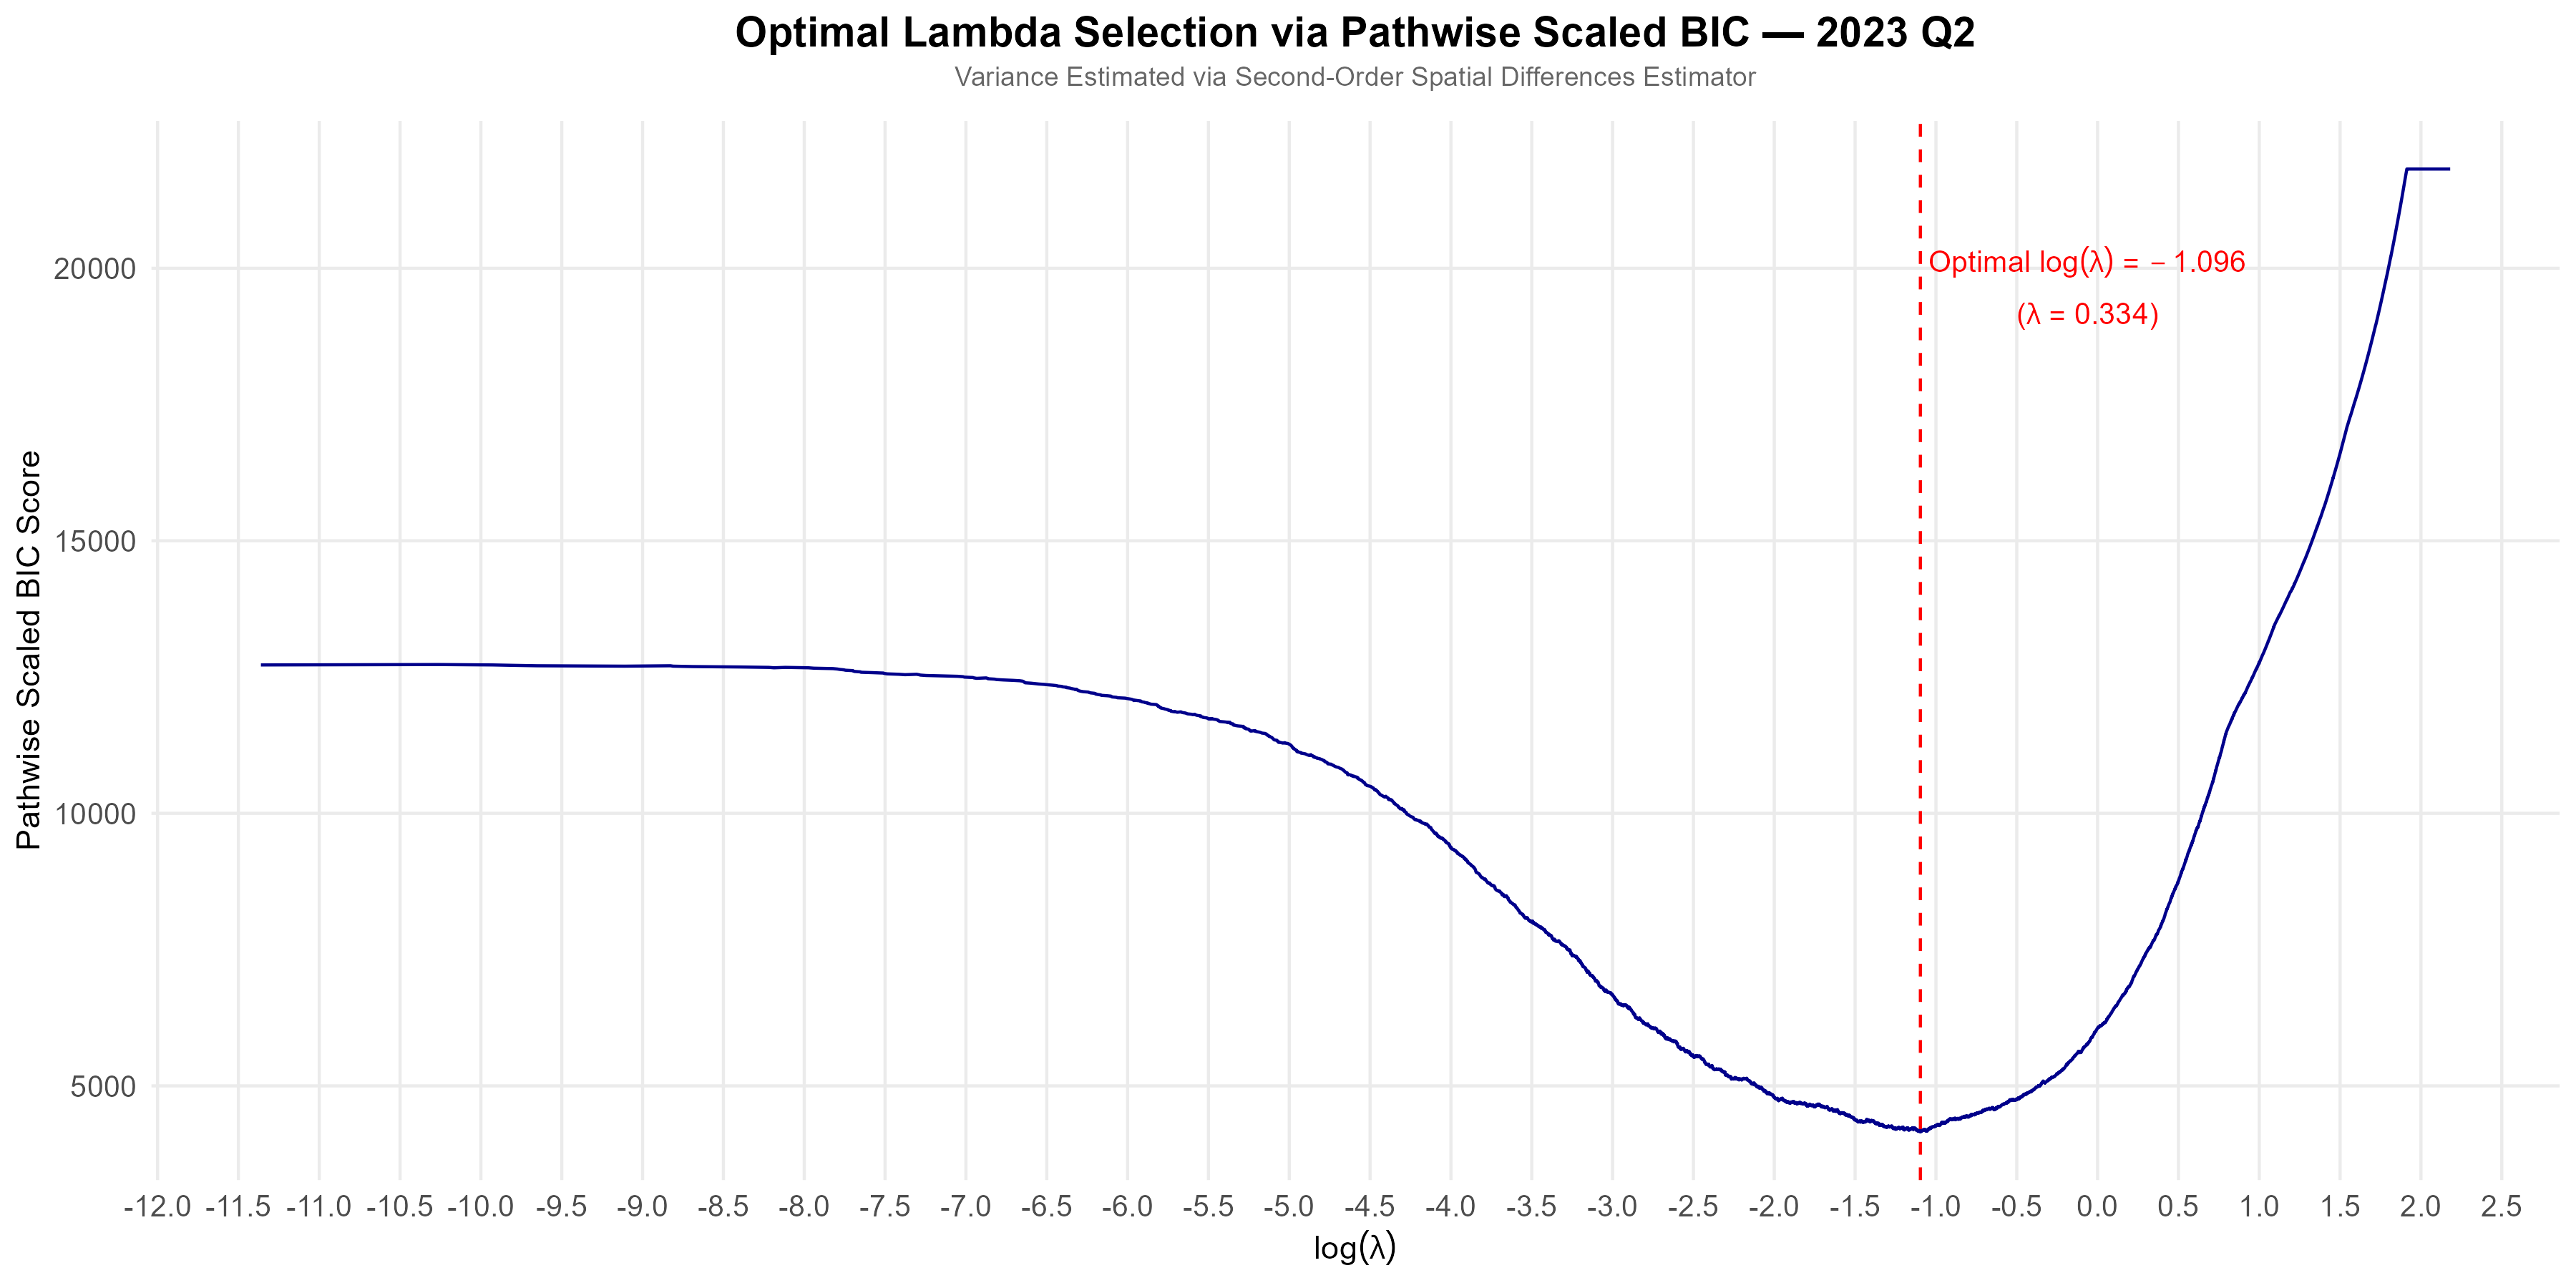 Optimal Lambda Selection via Pathwise Scaled BIC — 2023 Q2
Variance Estimated via Second-Order Spatial Differences Estimator
Pathwise Scaled BIC Score
20000
15000
10000
5000
Optimal log(λ) = − 1.096
(λ = 0.334)
-12.0 -11.5 -11.0 -10.5 -10.0 -9.5 -9.0 -8.5 -8.0 -7.5 -7.0 -6.5 -6.0 -5.5 -5.0 -4.5 -4.0 -3.5 -3.0 -2.5 -2.0 -1.5 -1.0 -0.5 0.0 0.5 1.0 1.5 2.0 2.5
log(λ)